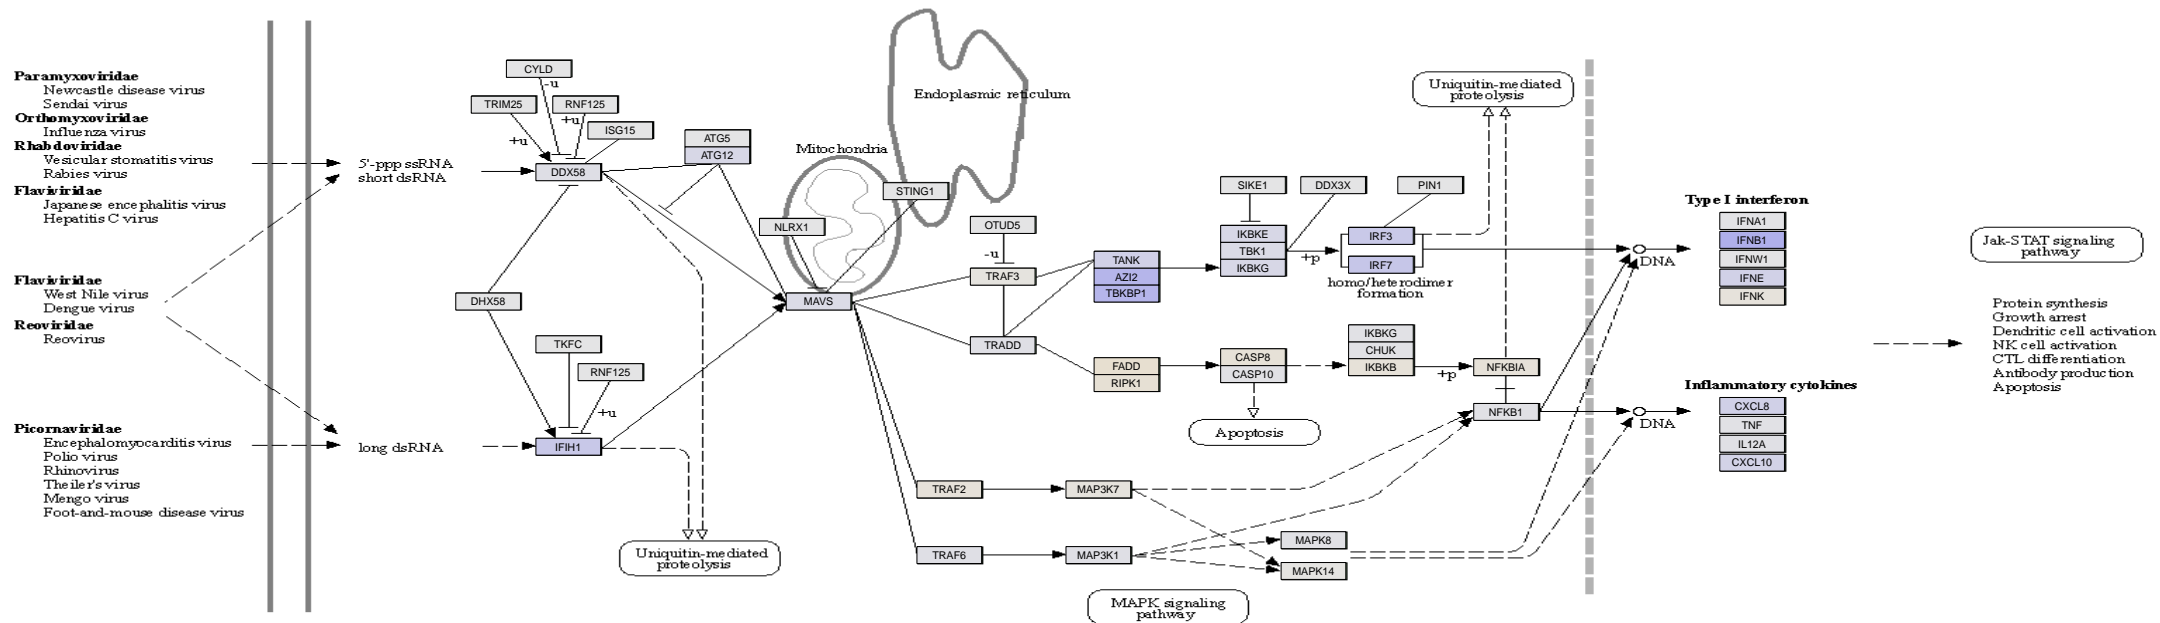 Paramyxoviridae
Newcastle disease virus
Sendai virus
Orthomyxoviridae
Influenza virus
Rhabdoviridae
Vesicular stomatitis virus
Rabies virus
Flaviviridae
Japanese encephalitis virus
Hepatitis C virus
Flaviviridae
West Nile virus
Dengue virus
Reoviridae
Reovirus
Picornaviridae
Encephalomyocarditis virus
Polio virus
Rhinovirus
Theiler's virus
Mengo virus
Foot-and-mouse disease virus
5'-ppp ssRNA
short dsRNA
long dsRNA
CYLD
-u
TRIM25
RNF125
+u
+u
ISG15
DDX58
ATG5
ATG12
DHX58
TKFC
RNF125
+u
IFIH1
Uniquitin-mediated
proteolysis
Mitochondria
Endoplasmic reticulum
STING1
NLRX1
MAVS
OTUD5
-u
TRAF3
TRADD
TANK
AZI2
TBKBP1
FADD
RIPK1
TRAF2
MAP3K7
TRAF6
MAP3K1
MAPK signaling
pathway
SIKE1
DDX3X
PIN1
IKBKE
TBK1
IKBKG
+p
IRF3
IRF7
homo/heterodimer
formation
CASP8
CASP10
Apoptosis
IKBKG
CHUK
IKBKB
+p
NFKBIA
NFKB1
MAPK8
MAPK14
Uniquitin-mediated
proteolysis
DNA
DNA
Type I interferon
IFNA1
IFNB1
IFNW1
IFNE
IFNK
Inflammatory cytokines
CXCL8
TNF
IL12A
CXCL10
Jak-STAT signaling
pathway
Protein synthesis
Growth arrest
Dendritic cell activation
NK cell activation
CTL differentiation
Antibody production
Apoptosis